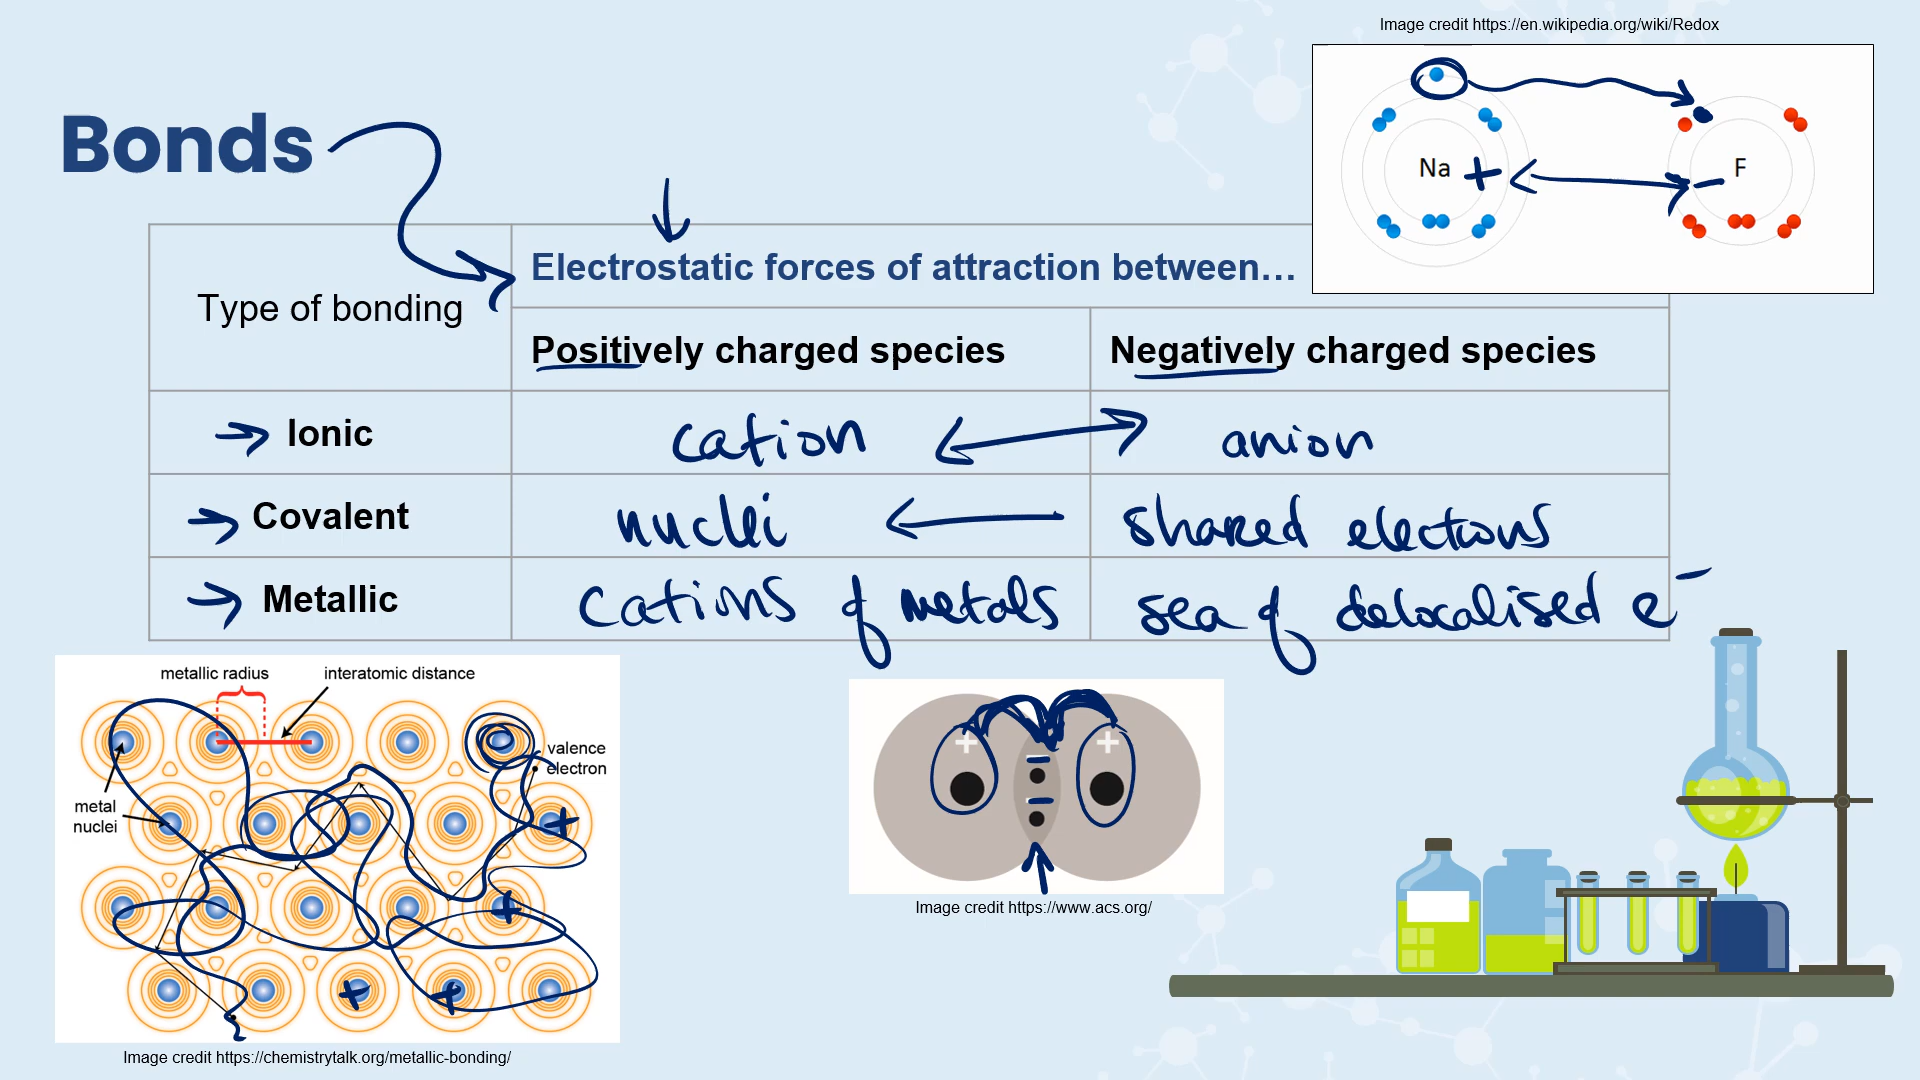 Image credit https://en.wikipedia.org/wiki/Redox
Bonds
Na + - F
Type of bonding
Electrostatic forces of attraction between...
Positively charged species
Negatively charged species
Ionic
cation
anion
Covalent
nuclei
shared electrons
Metallic
Cations of metals
sea of delocalised e⁻
metallic radius
interatomic distance
valence
electron
metal
nuclei
+
+
+ +
+ +
-
-
Image credit https://www.acs.org/
Image credit https://chemistrytalk.org/metallic-bonding/